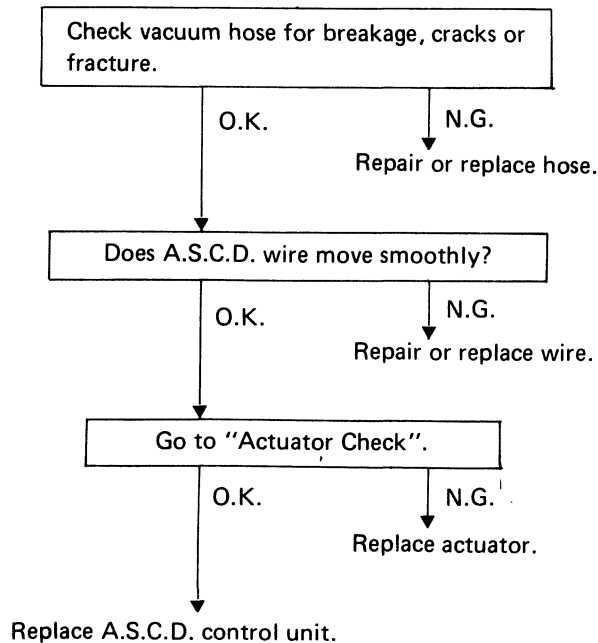 Check vacuum hose for breakage, cracks or
fracture.
O.K.
N.G.
Repair or replace hose.
Does A.S.C.D. wire move smoothly?
O.K.
N.G.
Repair or replace wire.
Go to "Actuator Check".
O.K.
N.G.
Replace actuator.
Replace A.S.C.D. control unit.